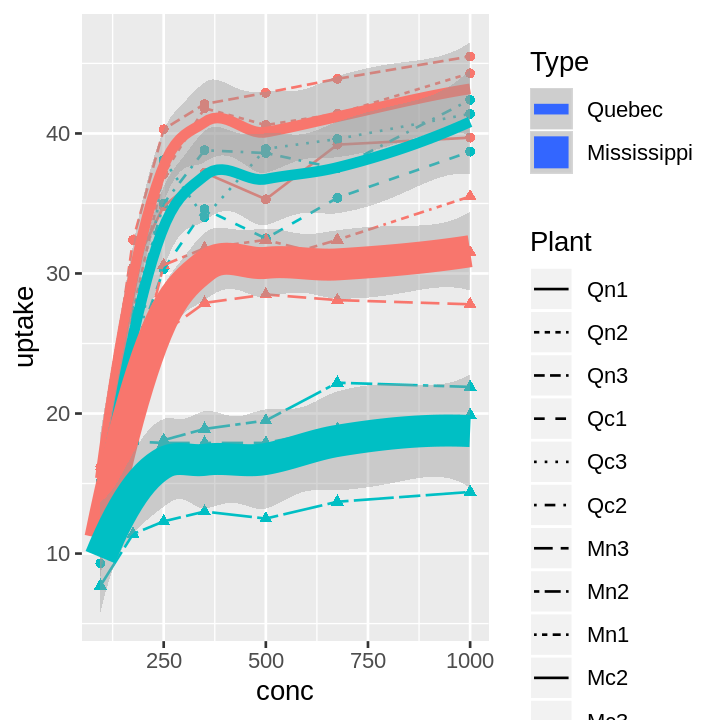 uptake
40
30
20
10
250 500 750 1000
conc
Type
Quebec
Mississippi
Plant
Qn1
Qn2
Qn3
Qc1
Qc3
Qc2
Mn3
Mn2
Mn1
Mc2